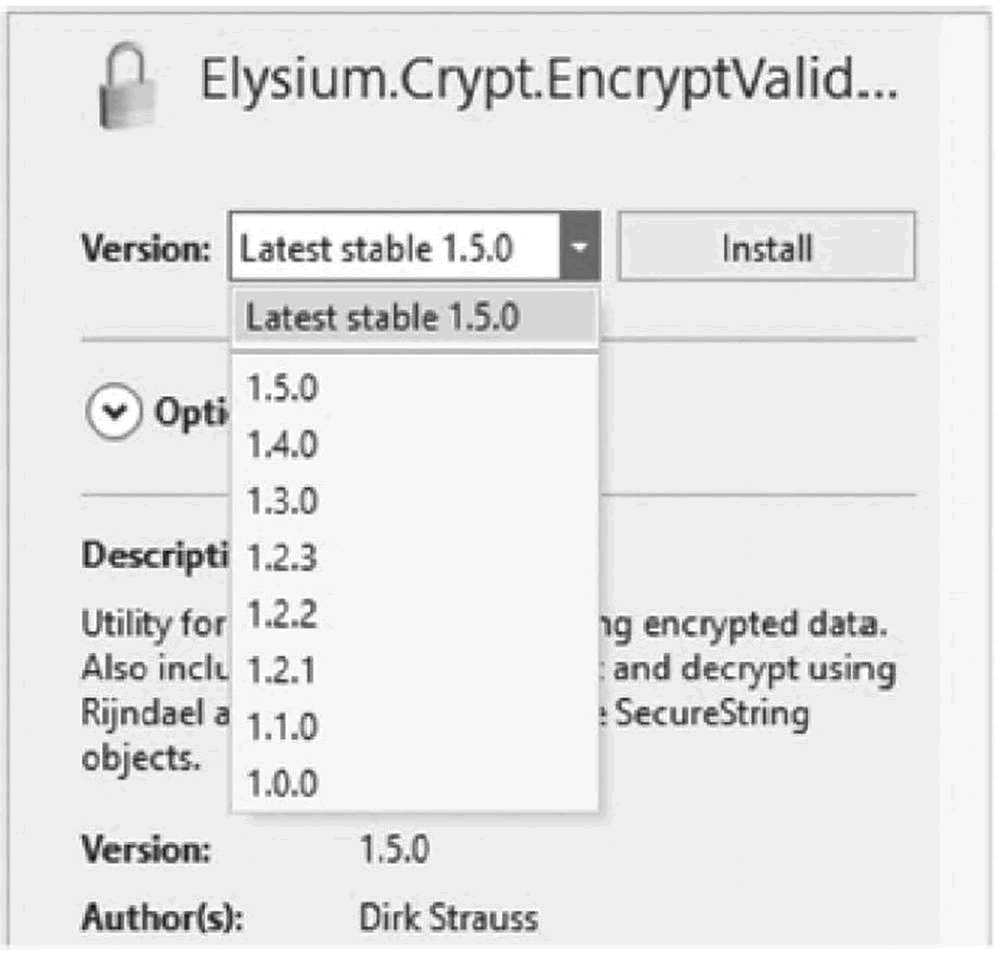 Elysium.Crypt.EncryptValid...
Version: Latest stable 1.5.0 Install
Latest stable 1.5.0
1.5.0
Opti
1.4.0
1.3.0
Descripti 1.2.3
Utility for 1.2.2 ng encrypted data.
Also inclu 1.2.1 and decrypt using
Rijndael a 1.1.0 e SecureString
objects. 1.0.0
Version: 1.5.0
Author(s): Dirk Strauss